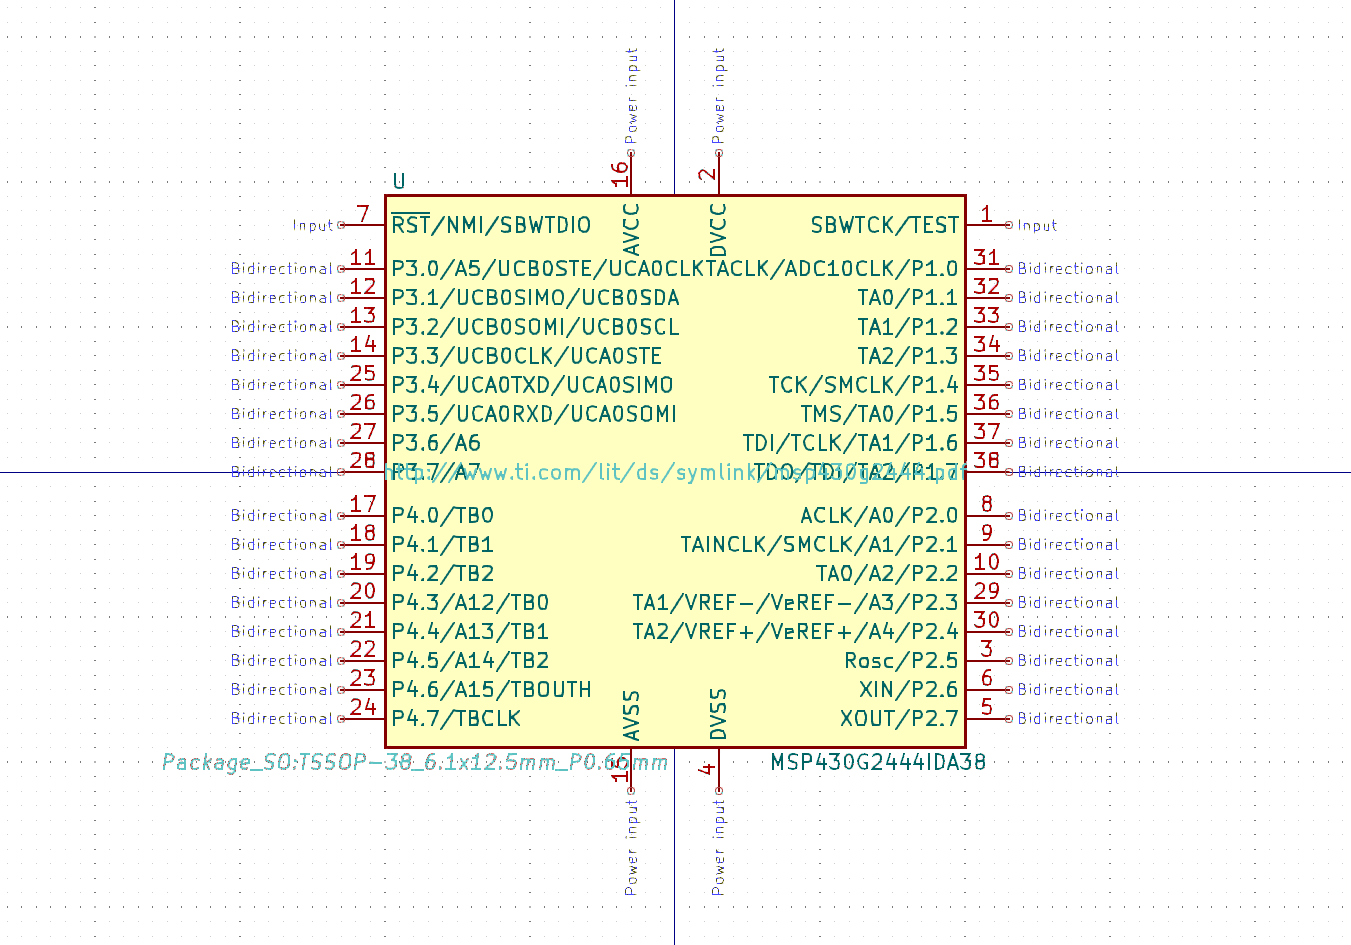 Power input Power input
16 2
U
Input 7 RST/NMI/SBWTDIO AVCC DVCC SBWTCK/TEST 1 Input
Bidirectional 11 P3.0/A5/UCB0STE/UCA0CLK TACLK/ADC10CLK/P1.0 31 Bidirectional
Bidirectional 12 P3.1/UCB0SIMO/UCB0SDA TA0/P1.1 32 Bidirectional
Bidirectional 13 P3.2/UCB0SOMI/UCB0SCL TA1/P1.2 33 Bidirectional
Bidirectional 14 P3.3/UCB0CLK/UCA0STE TA2/P1.3 34 Bidirectional
Bidirectional 25 P3.4/UCA0TXD/UCA0SIMO TCK/SMCLK/P1.4 35 Bidirectional
Bidirectional 26 P3.5/UCA0RXD/UCA0SOMI TMS/TA0/P1.5 36 Bidirectional
Bidirectional 27 P3.6/A6 TDI/TCLK/TA1/P1.6 37 Bidirectional
Bidirectional 28 P3.7/A7 http://www.ti.com/lit/ds/symlink/msp430g2444.pdf TDO/TDI/TA2/P1.7 38 Bidirectional
Bidirectional 17 P4.0/TB0 ACLK/A0/P2.0 8 Bidirectional
Bidirectional 18 P4.1/TB1 TAINCLK/SMCLK/A1/P2.1 9 Bidirectional
Bidirectional 19 P4.2/TB2 TA0/A2/P2.2 10 Bidirectional
Bidirectional 20 P4.3/A12/TB0 TA1/VREF-/VeREF-/A3/P2.3 29 Bidirectional
Bidirectional 21 P4.4/A13/TB1 TA2/VREF+/VeREF+/A4/P2.4 30 Bidirectional
Bidirectional 22 P4.5/A14/TB2 Rosc/P2.5 3 Bidirectional
Bidirectional 23 P4.6/A15/TBOUTH XIN/P2.6 6 Bidirectional
Bidirectional 24 P4.7/TBCLK AVSS DVSS XOUT/P2.7 5 Bidirectional
Package_SO:TSSOP-38_6.1x12.5mm_P0.65mm MSP430G2444IDA38
15 4
Power input Power input